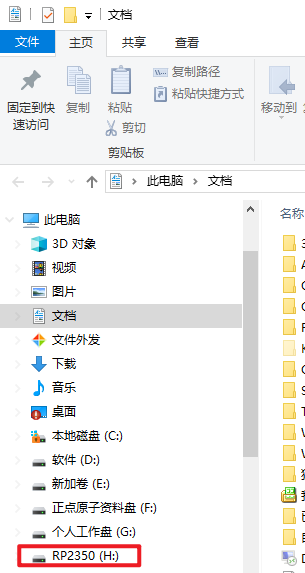 文档
文件 主页 共享 查看
固定到快速访问
复制
粘贴
复制路径
粘贴快捷方式
剪切
移动到
剪贴板
此电脑 文档
名称
此电脑
3D 对象
视频
图片
文档
文件外发
下载
音乐
桌面
本地磁盘 (C:)
软件 (D:)
新加卷 (E:)
正点原子资料盘 (F:)
个人工作盘 (G:)
RP2350 (H:)